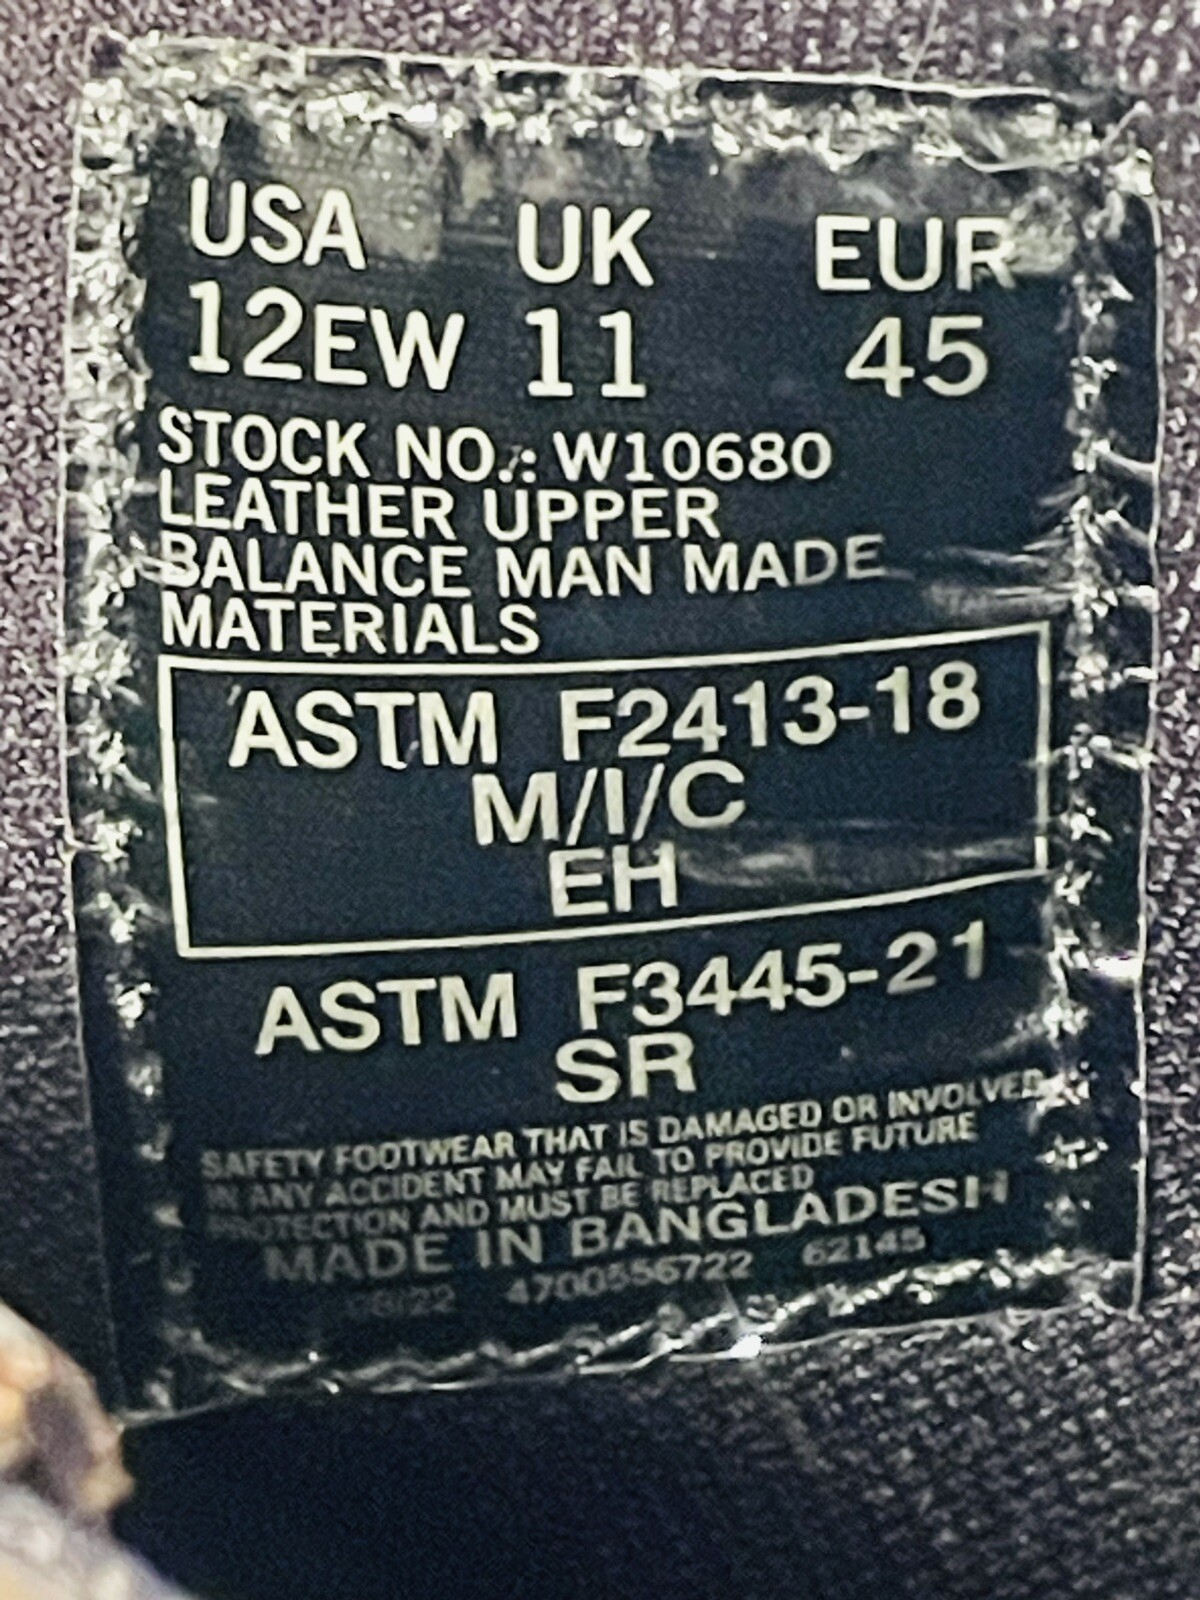 USA UK EUR
12EW 11 45
STOCK NO.: W10680
LEATHER UPPER
BALANCE MAN MADE
MATERIALS
ASTM F2413-18
M/I/C
EH
ASTM F3445-21
SR
SAFETY FOOTWEAR THAT IS DAMAGED OR INVOLVED
IN ANY ACCIDENT MAY FAIL TO PROVIDE FUTURE
PROTECTION AND MUST BE REPLACED
MADE IN BANGLADESH
08/22 4700556722 62145